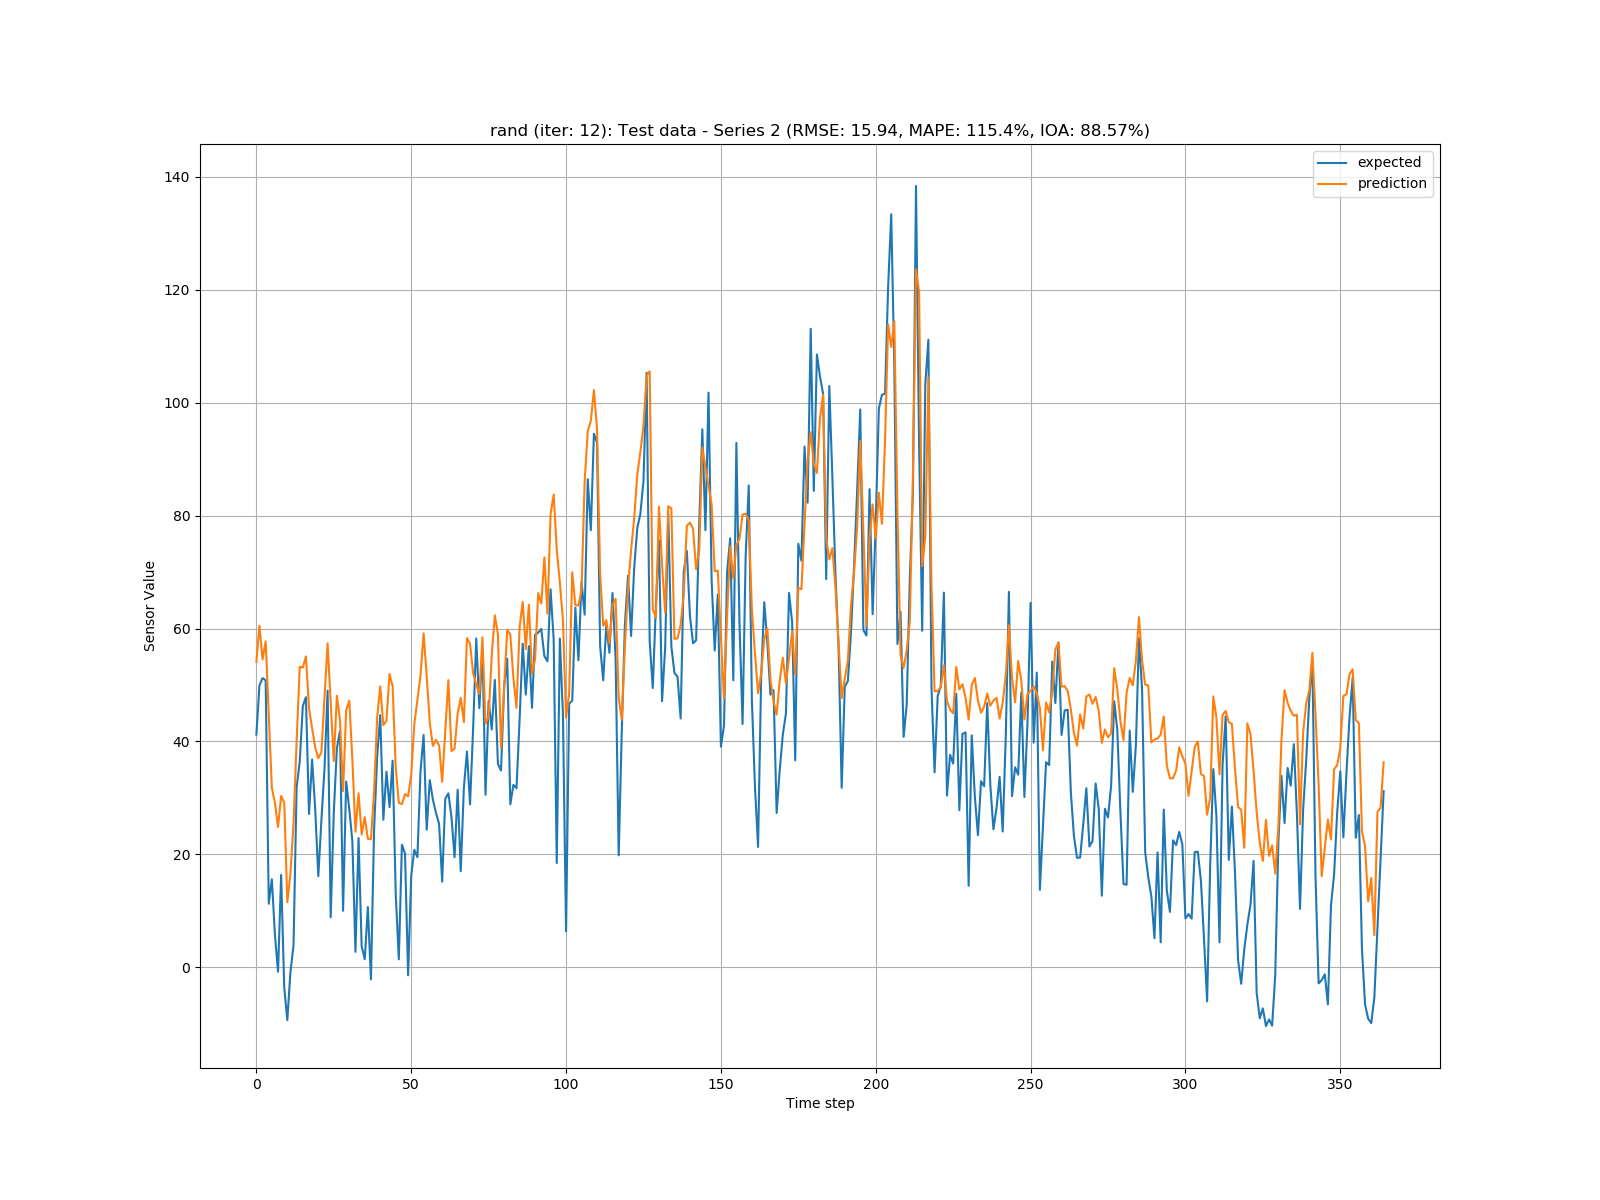 rand (iter: 12): Test data - Series 2 (RMSE: 15.94, MAPE: 115.4%, IOA: 88.57%)
expected
prediction
140
120
100
80
60
40
20
0
Sensor Value
0 50 100 150 200 250 300 350
Time step